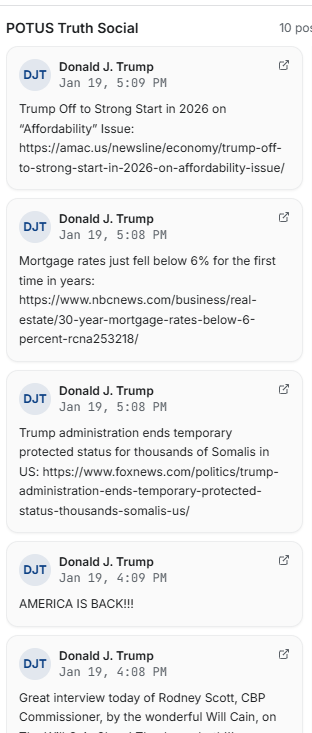 POTUS Truth Social
10 pos
DJT
Donald J. Trump
Jan 19, 5:09 PM
Trump Off to Strong Start in 2026 on
“Affordability” Issue:
https://amac.us/newsline/economy/trump-off-
to-strong-start-in-2026-on-affordability-issue/
DJT
Donald J. Trump
Jan 19, 5:08 PM
Mortgage rates just fell below 6% for the first
time in years:
https://www.nbcnews.com/business/real-
estate/30-year-mortgage-rates-below-6-
percent-rcna253218/
DJT
Donald J. Trump
Jan 19, 5:08 PM
Trump administration ends temporary
protected status for thousands of Somalis in
US: https://www.foxnews.com/politics/trump-
administration-ends-temporary-protected-
status-thousands-somalis-us/
DJT
Donald J. Trump
Jan 19, 4:09 PM
AMERICA IS BACK!!!
DJT
Donald J. Trump
Jan 19, 4:08 PM
Great interview today of Rodney Scott, CBP
Commissioner, by the wonderful Will Cain, on